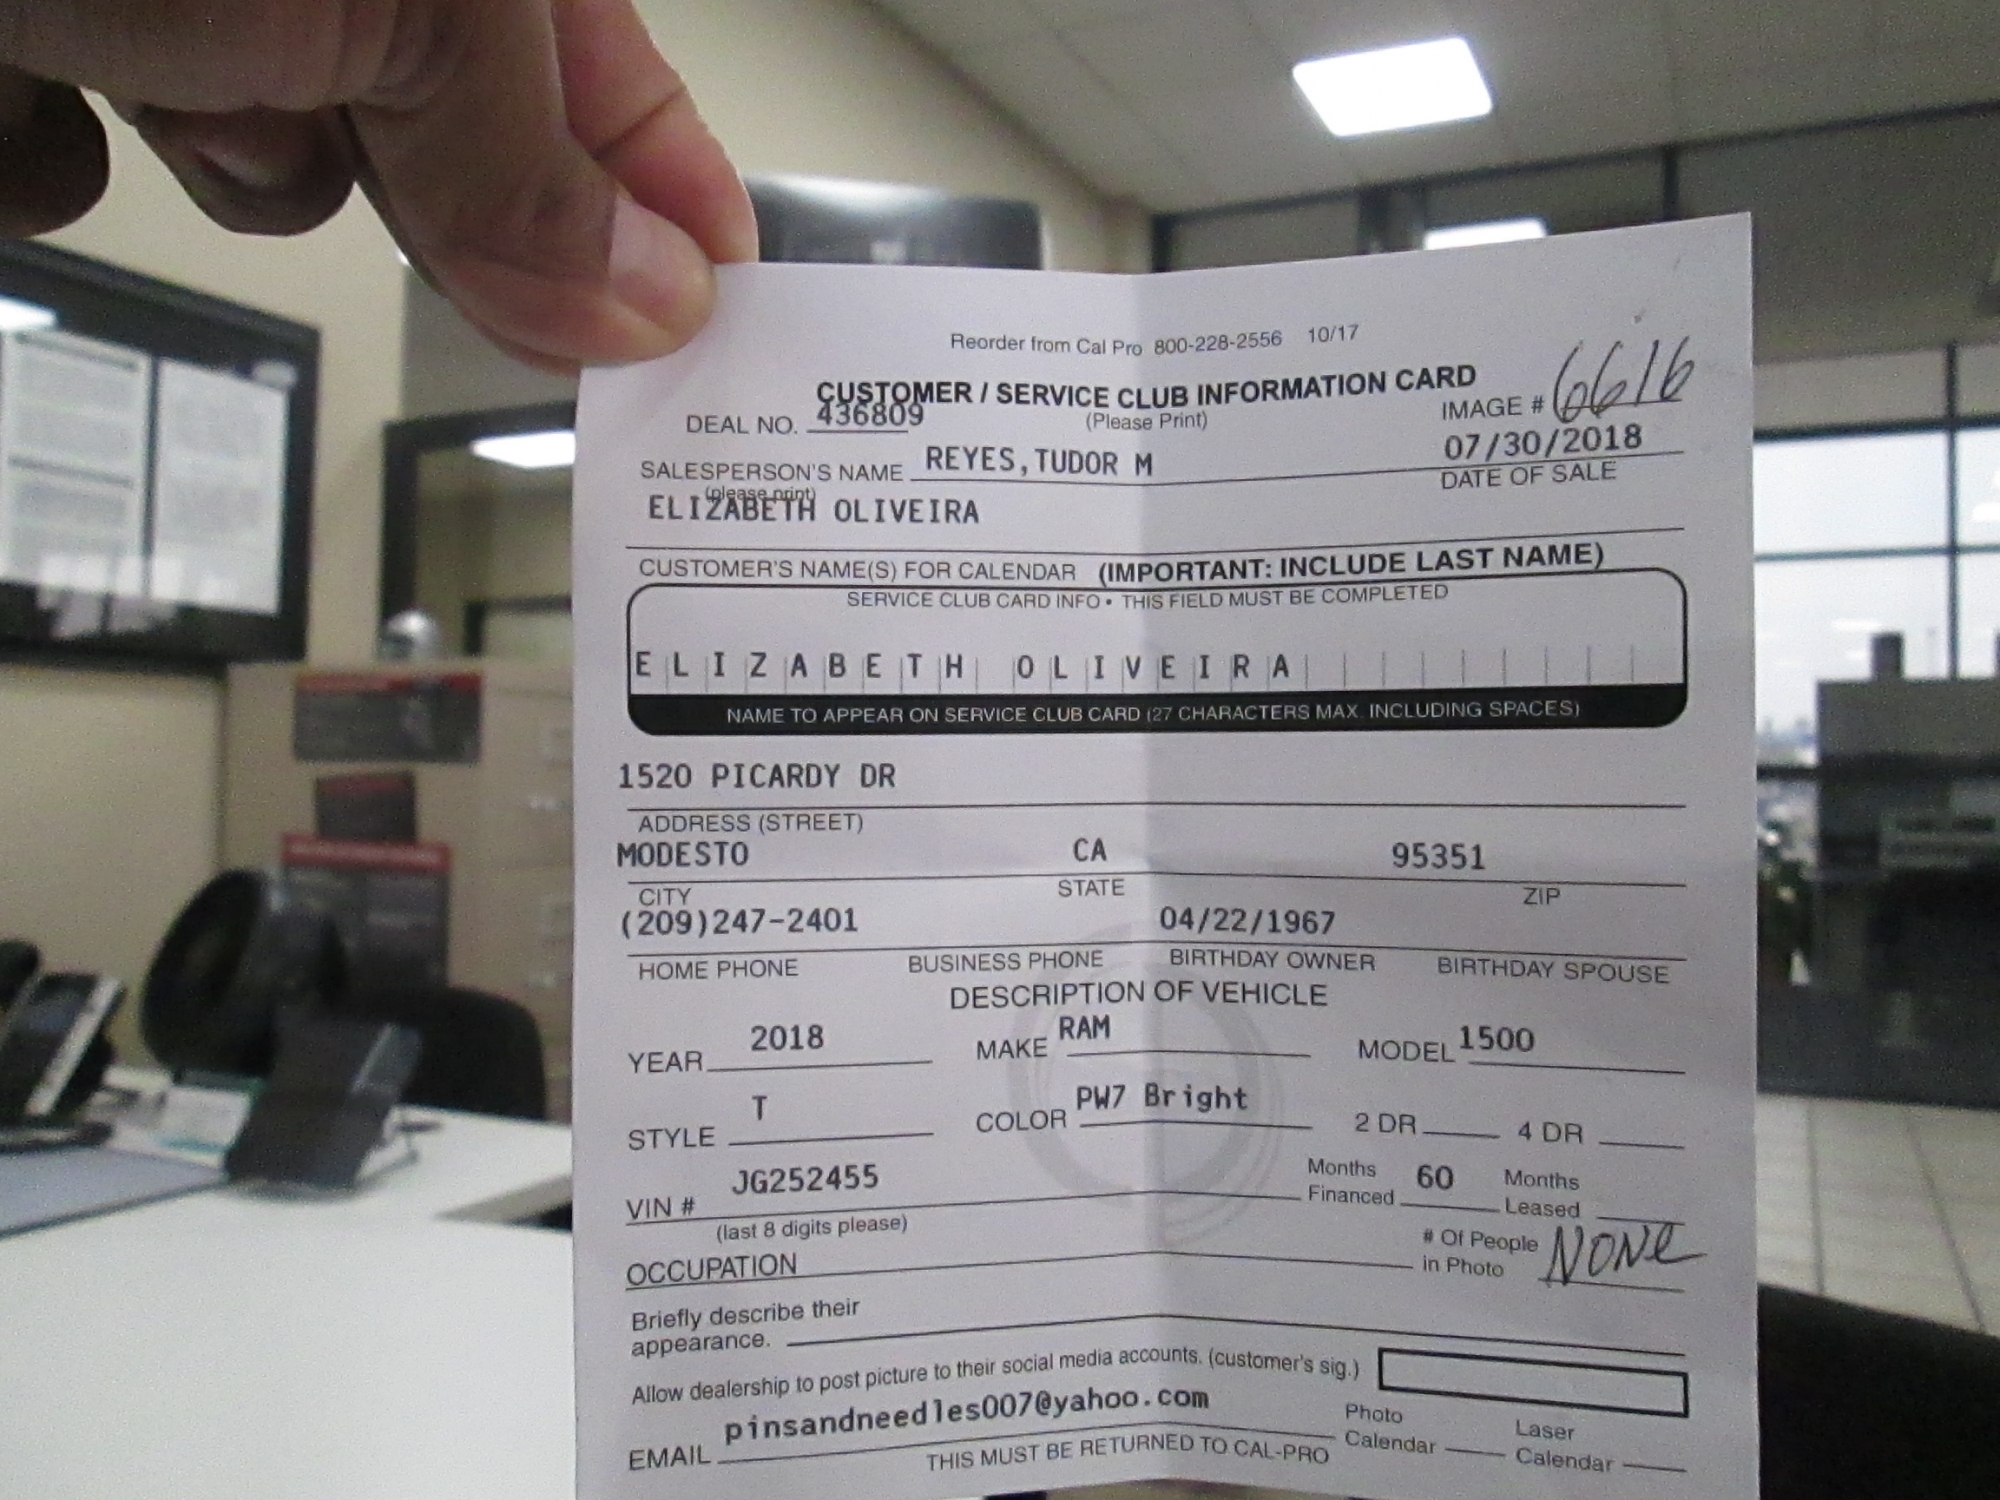 Reorder from Cal Pro 800-228-2556 10/17
CUSTOMER / SERVICE CLUB INFORMATION CARD
DEAL NO. 436809 (Please Print) IMAGE # 6616
SALESPERSON'S NAME REYES,TUDOR M 07/30/2018
(please print) DATE OF SALE
ELIZABETH OLIVEIRA
CUSTOMER'S NAME(S) FOR CALENDAR (IMPORTANT: INCLUDE LAST NAME)
SERVICE CLUB CARD INFO • THIS FIELD MUST BE COMPLETED
ELIZABETH OLIVEIRA
NAME TO APPEAR ON SERVICE CLUB CARD (27 CHARACTERS MAX. INCLUDING SPACES)
1520 PICARDY DR
ADDRESS (STREET)
MODESTO CA 95351
CITY STATE ZIP
(209)247-2401 04/22/1967
HOME PHONE BUSINESS PHONE BIRTHDAY OWNER BIRTHDAY SPOUSE
DESCRIPTION OF VEHICLE
YEAR 2018 MAKE RAM MODEL 1500
STYLE T COLOR PW7 Bright 2 DR 4 DR
VIN # JG252455 Months Financed 60 Months Leased
(last 8 digits please)
OCCUPATION # Of People in Photo NONE
Briefly describe their
appearance.
Allow dealership to post picture to their social media accounts. (customer's sig.)
EMAIL pinsandneedles007@yahoo.com Photo Calendar Laser Calendar
THIS MUST BE RETURNED TO CAL-PRO